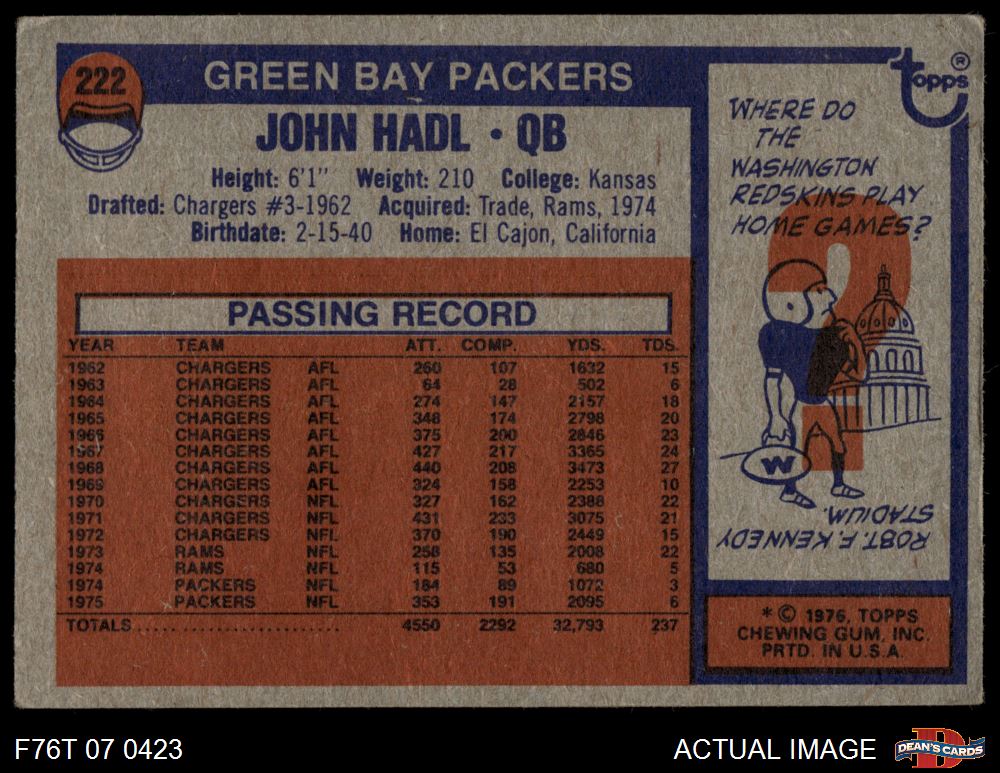 222
GREEN BAY PACKERS
JOHN HADL • QB
Height: 6'1" Weight: 210 College: Kansas
Drafted: Chargers #3-1962 Acquired: Trade, Rams, 1974
Birthdate: 2-15-40 Home: El Cajon, California
PASSING RECORD
YEAR TEAM ATT. COMP. YDS. TDS.
1962 CHARGERS AFL 260 107 1632 15
1963 CHARGERS AFL 64 28 502 6
1964 CHARGERS AFL 274 147 2157 18
1965 CHARGERS AFL 348 174 2798 20
1966 CHARGERS AFL 375 200 2846 23
1967 CHARGERS AFL 427 217 3365 24
1968 CHARGERS AFL 440 208 3473 27
1969 CHARGERS AFL 324 158 2253 10
1970 CHARGERS NFL 327 162 2388 22
1971 CHARGERS NFL 431 233 3075 21
1972 CHARGERS NFL 370 190 2449 15
1973 RAMS NFL 258 135 2008 22
1974 RAMS NFL 115 53 680 5
1974 PACKERS NFL 184 89 1072 3
1975 PACKERS NFL 353 191 2095 6
TOTALS 4550 2292 32,793 237
Topps ®
WHERE DO
THE
WASHINGTON
REDSKINS PLAY
HOME GAMES?
W
ROBT. F. KENNEDY
STADIUM.
* © 1976, TOPPS
CHEWING GUM, INC.
PRTD. IN U.S.A.
F76T 07 0423
ACTUAL IMAGE
D
DEAN'S CARDS